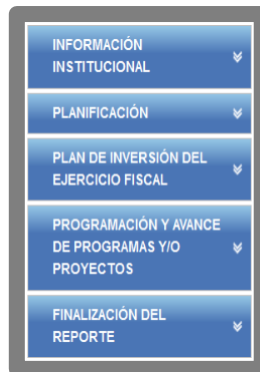 INFORMACIÓN
INSTITUCIONAL
PLANIFICACIÓN
PLAN DE INVERSIÓN DEL
EJERCICIO FISCAL
PROGRAMACIÓN Y AVANCE
DE PROGRAMAS Y/O
PROYECTOS
FINALIZACIÓN DEL
REPORTE